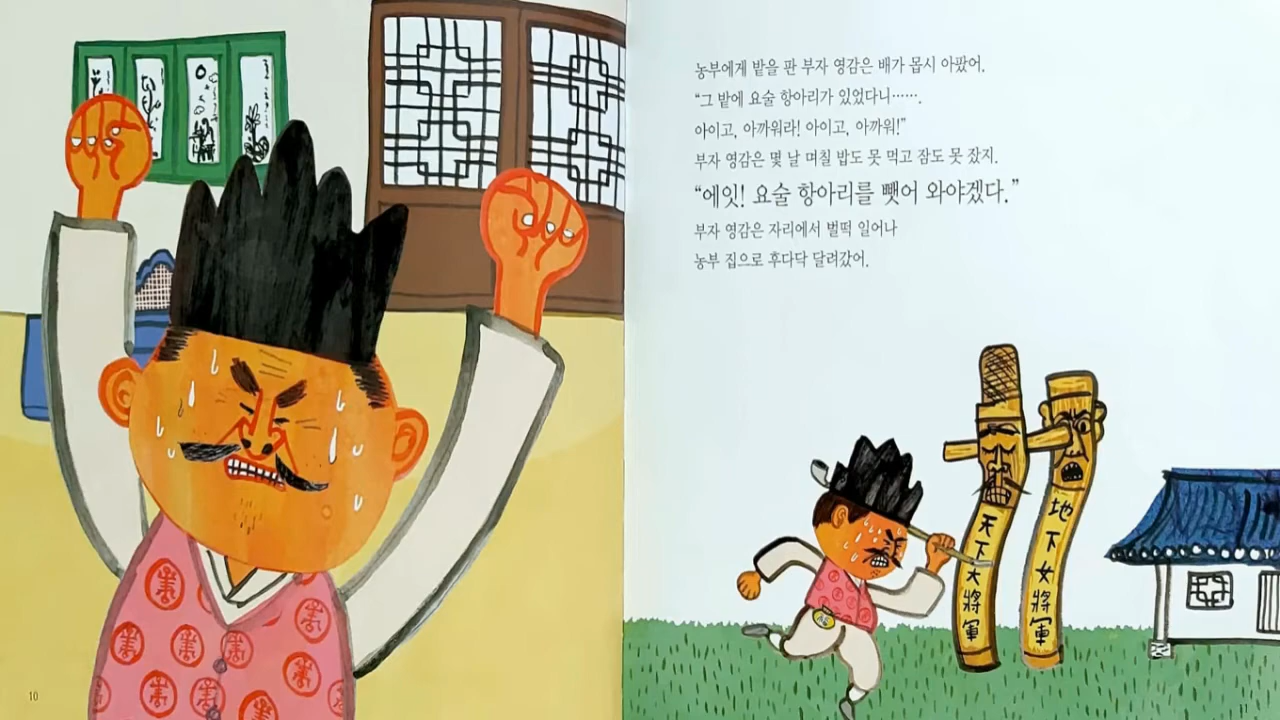 농부에게 밭을 판 부자 영감은 배가 몹시 아팠어.
“그 밭에 요술 항아리가 있었다니…….
아이고, 아까워라! 아이고, 아까워!”
부자 영감은 몇 날 며칠 밥도 못 먹고 잠도 못 잤지.
“에잇! 요술 항아리를 뺏어 와야겠다.”
부자 영감은 자리에서 벌떡 일어나
농부 집으로 후다닥 달려갔어.
天下大將軍
地下女將軍
10
11